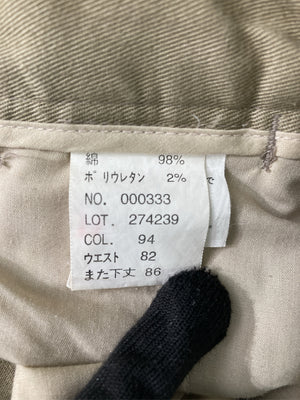 綿 98%
ポリウレタン 2%
NO. 000333
LOT. 274239
COL. 94
ウエスト 82
また下丈 86
で